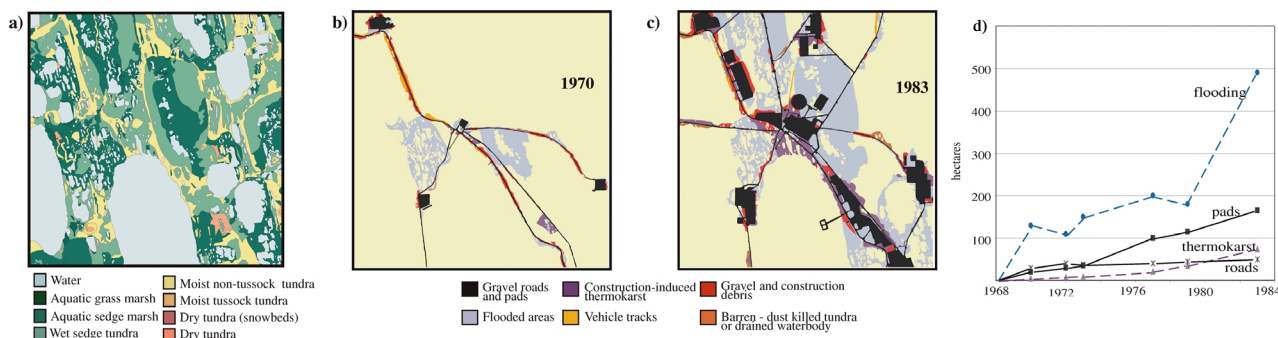 a)
Water
Aquatic grass marsh
Aquatic sedge marsh
Wet sedge tundra
Moist non-tussock tundra
Moist tussock tundra
Dry tundra (snowbeds)
Dry tundra
b)
1970
c)
1983
Gravel roads
and pads
Flooded areas
Construction-induced
thermokarst
Vehicle tracks
Gravel and construction
debris
Barren - dust killed tundra
or drained waterbody
d)
hectares
500
400
300
200
100
flooding
pads
thermokarst
roads
1968
1972
1976
1980
1984